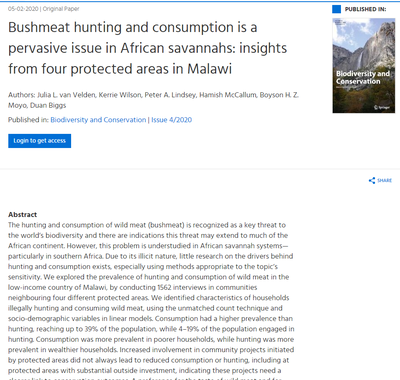 05-02-2020 | Original Paper
Bushmeat hunting and consumption is a
pervasive issue in African savannahs: insights
from four protected areas in Malawi
Authors: Julia L. van Velden, Kerrie Wilson, Peter A. Lindsey, Hamish McCallum, Boyson H. Z.
Moyo, Duan Biggs
Published in: Biodiversity and Conservation | Issue 4/2020
Login to get access
PUBLISHED IN:
Biodiversity and
Conservation
Springer
SHARE
Abstract
The hunting and consumption of wild meat (bushmeat) is recognized as a key threat to
the world's biodiversity and there are indications this threat may extend to much of the
African continent. However, this problem is understudied in African savannah systems—
particularly in southern Africa. Due to its illicit nature, little research on the drivers behind
hunting and consumption exists, especially using methods appropriate to the topic's
sensitivity. We explored the prevalence of hunting and consumption of wild meat in the
low-income country of Malawi, by conducting 1562 interviews in communities
neighbouring four different protected areas. We identified characteristics of households
illegally hunting and consuming wild meat, using the unmatched count technique and
socio-demographic variables in linear models. Consumption had a higher prevalence than
hunting, reaching up to 39% of the population, while 4–19% of the population engaged in
hunting. Consumption was more prevalent in poorer households, while hunting was more
prevalent in wealthier households. Increased involvement in community projects initiated
by protected areas did not always lead to reduced consumption or hunting, including at
protected areas with substantial outside investment, indicating these projects need a